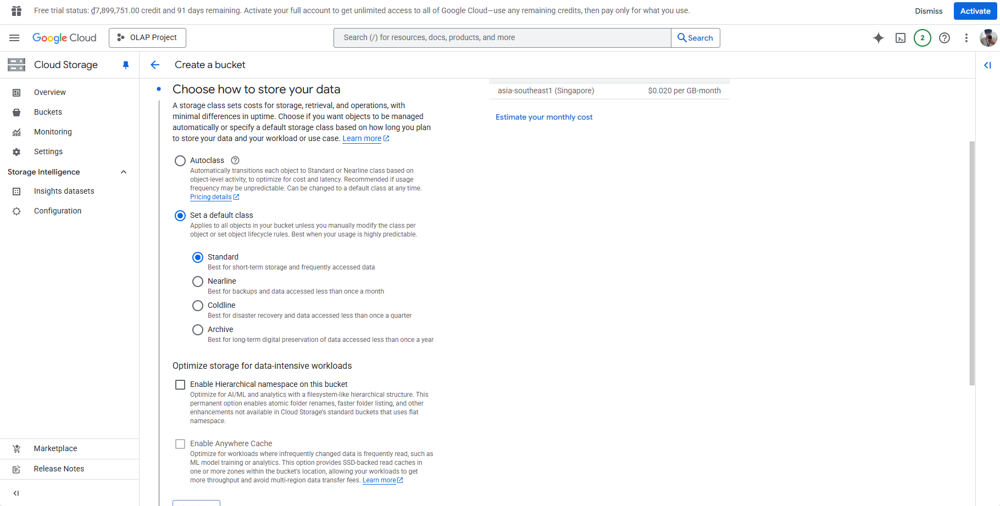 Free trial status: ₫7,899,751.00 credit and 91 days remaining. Activate your full account to get unlimited access to all of Google Cloud—use any remaining credits, then pay only for what you use.
Dismiss
Activate
Google Cloud
OLAP Project
Search (/) for resources, docs, products, and more
Search
2
Cloud Storage
Overview
Buckets
Monitoring
Settings
Storage Intelligence
Insights datasets
Configuration
Marketplace
Release Notes
Create a bucket
Choose how to store your data
A storage class sets costs for storage, retrieval, and operations, with
minimal differences in uptime. Choose if you want objects to be managed
automatically or specify a default storage class based on how long you plan
to store your data and your workload or use case. Learn more
Autoclass
Automatically transitions each object to Standard or Nearline class based on
object-level activity, to optimize for cost and latency. Recommended if usage
frequency may be unpredictable. Can be changed to a default class at any time.
Pricing details
Set a default class
Applies to all objects in your bucket unless you manually modify the class per
object or set object lifecycle rules. Best when your usage is highly predictable.
Standard
Best for short-term storage and frequently accessed data
Nearline
Best for backups and data accessed less than once a month
Coldline
Best for disaster recovery and data accessed less than once a quarter
Archive
Best for long-term digital preservation of data accessed less than once a year
Optimize storage for data-intensive workloads
Enable Hierarchical namespace on this bucket
Optimize for AI/ML and analytics with a filesystem-like hierarchical structure. This
permanent option enables atomic folder renames, faster folder listing, and other
enhancements not available in Cloud Storage's standard buckets that uses flat
namespace.
Enable Anywhere Cache
Optimize for workloads where infrequently changed data is frequently read, such as
ML model training or analytics. This option provides SSD-backed read caches in
one or more zones within the bucket's location, allowing your workloads to get
more throughput and avoid multi-region data transfer fees. Learn more
asia-southeast1 (Singapore) $0.020 per GB-month
Estimate your monthly cost